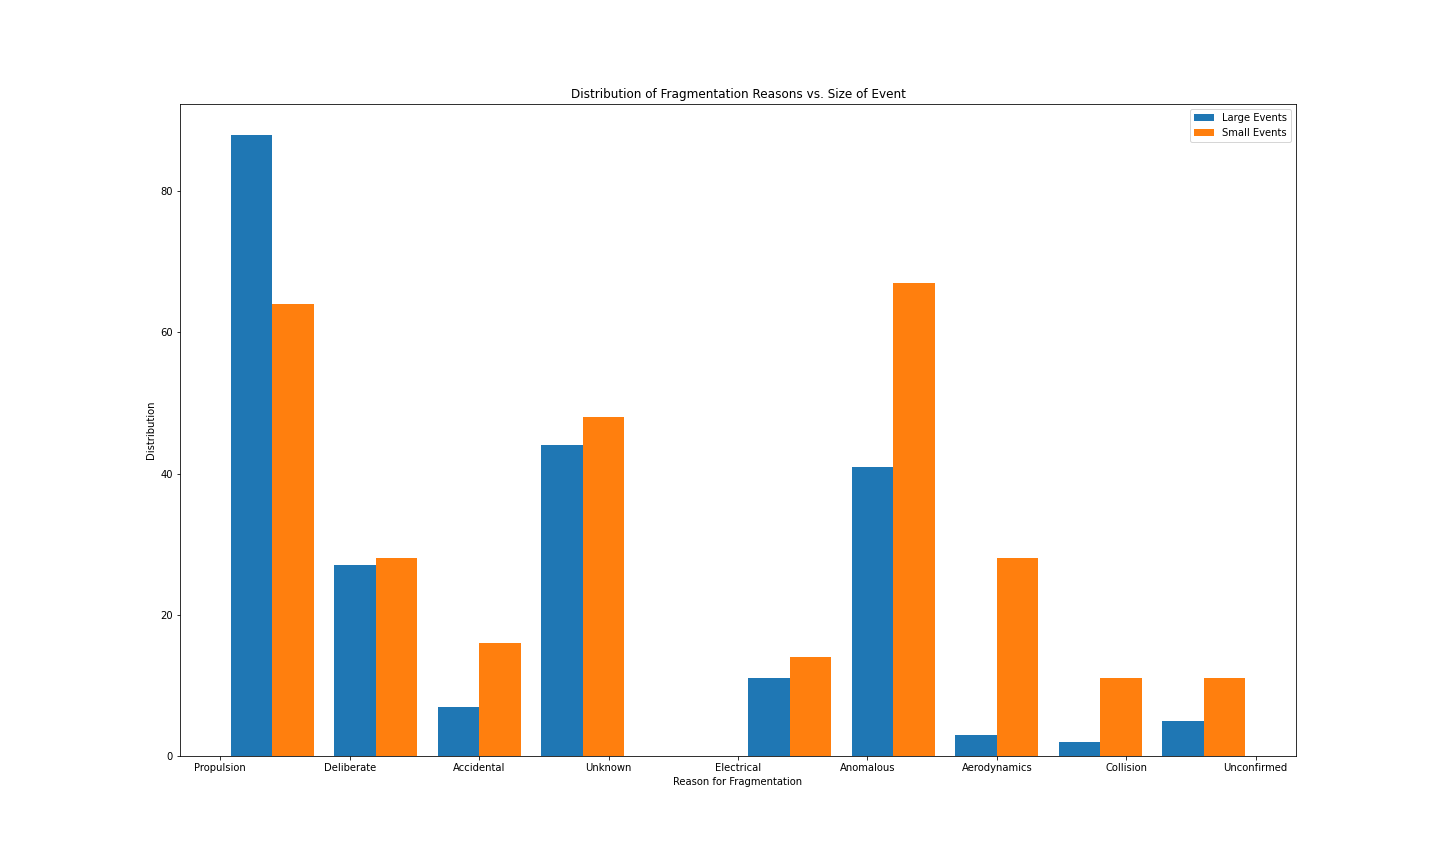 Distribution of Fragmentation Reasons vs. Size of Event
Large Events
Small Events
Distribution
80
60
40
20
0
Propulsion Deliberate Accidental Unknown Electrical Anomalous Aerodynamics Collision Unconfirmed
Reason for Fragmentation